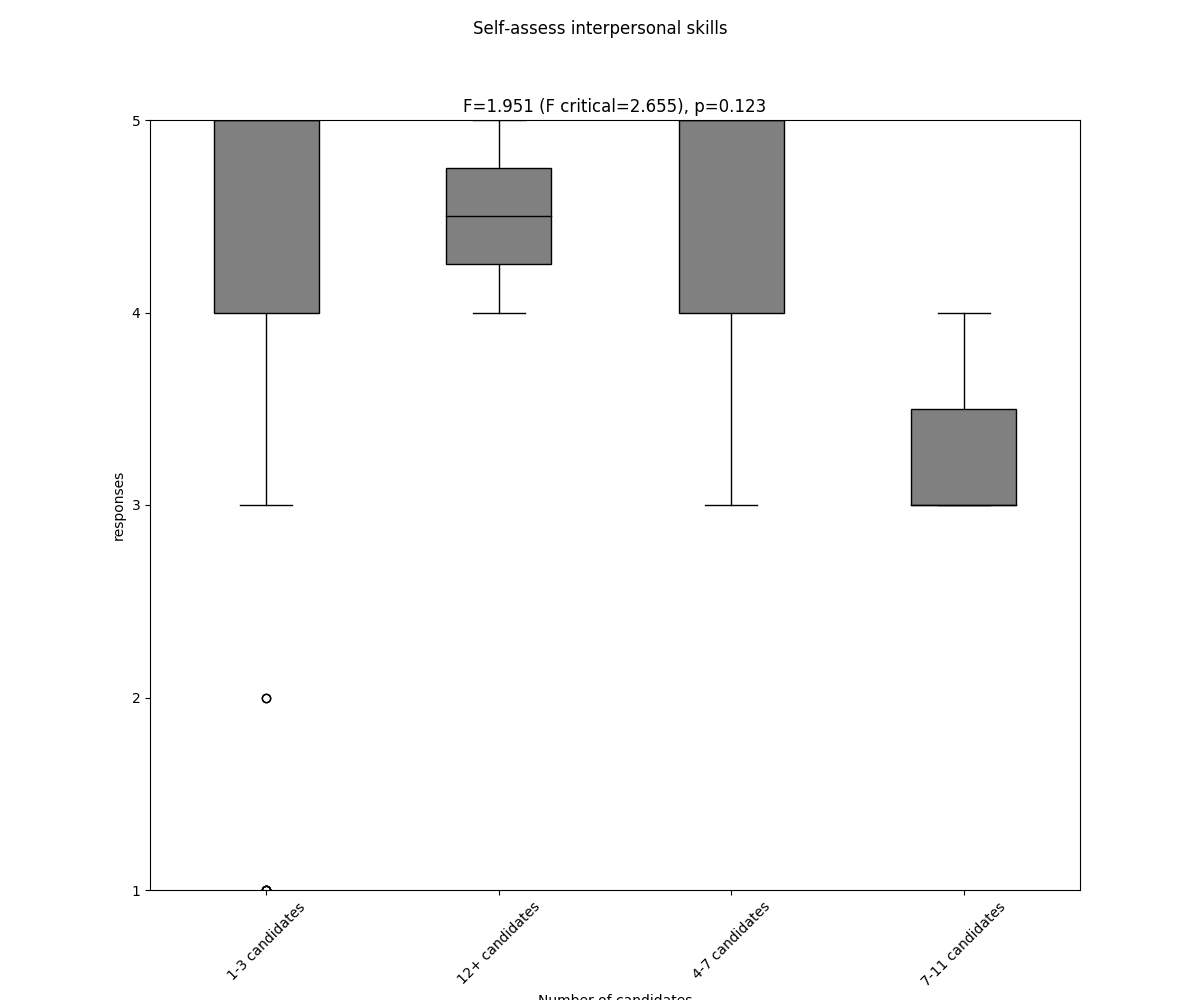 Self-assess interpersonal skills
F=1.951 (F critical=2.655), p=0.123
5
4
3
2
1
responses
1-3 candidates
12+ candidates
4-7 candidates
7-11 candidates
Number of candidates